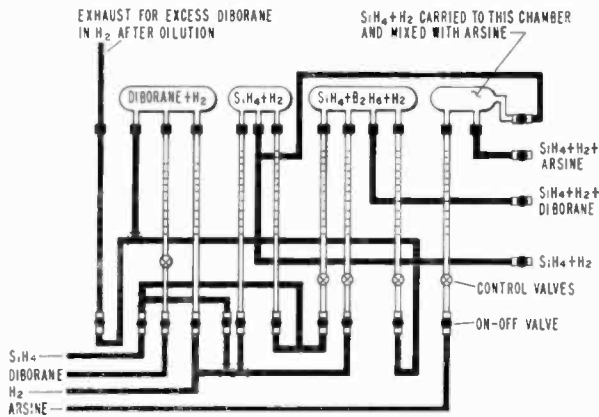 EXHAUST FOR EXCESS DIBORANE
IN H2 AFTER DILUTION
SiH4+H2 CARRIED TO THIS CHAMBER
AND MIXED WITH ARSINE
DIBORANE+H2
SiH4+H2
SiH4+B2H6+H2
SiH4+H2+
ARSINE
SiH4+H2+
DIBORANE
SiH4+H2
CONTROL VALVES
ON-OFF VALVE
SiH4
DIBORANE
H2
ARSINE